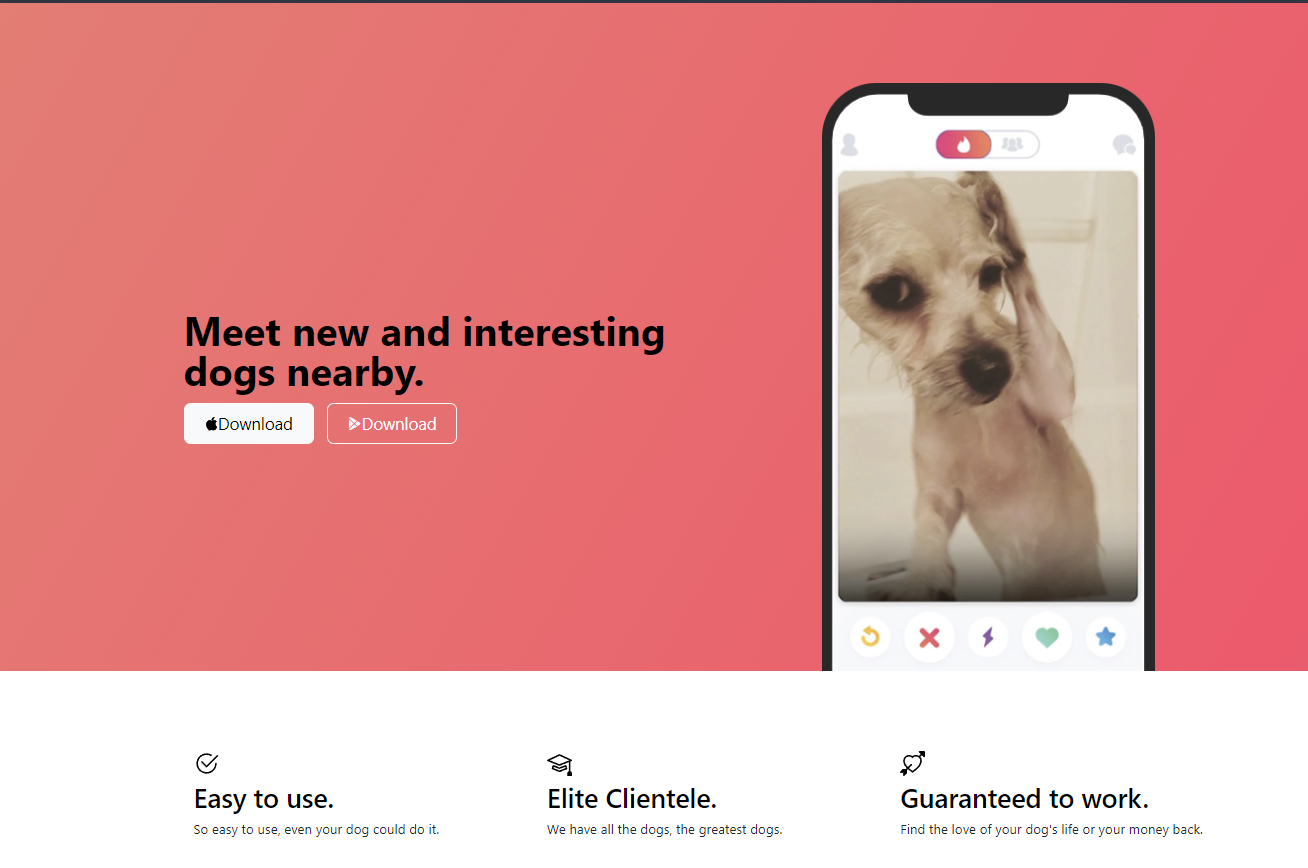 Meet new and interesting
dogs nearby.
Download
Download
Easy to use.
So easy to use, even your dog could do it.
Elite Clientele.
We have all the dogs, the greatest dogs.
Guaranteed to work.
Find the love of your dog's life or your money back.